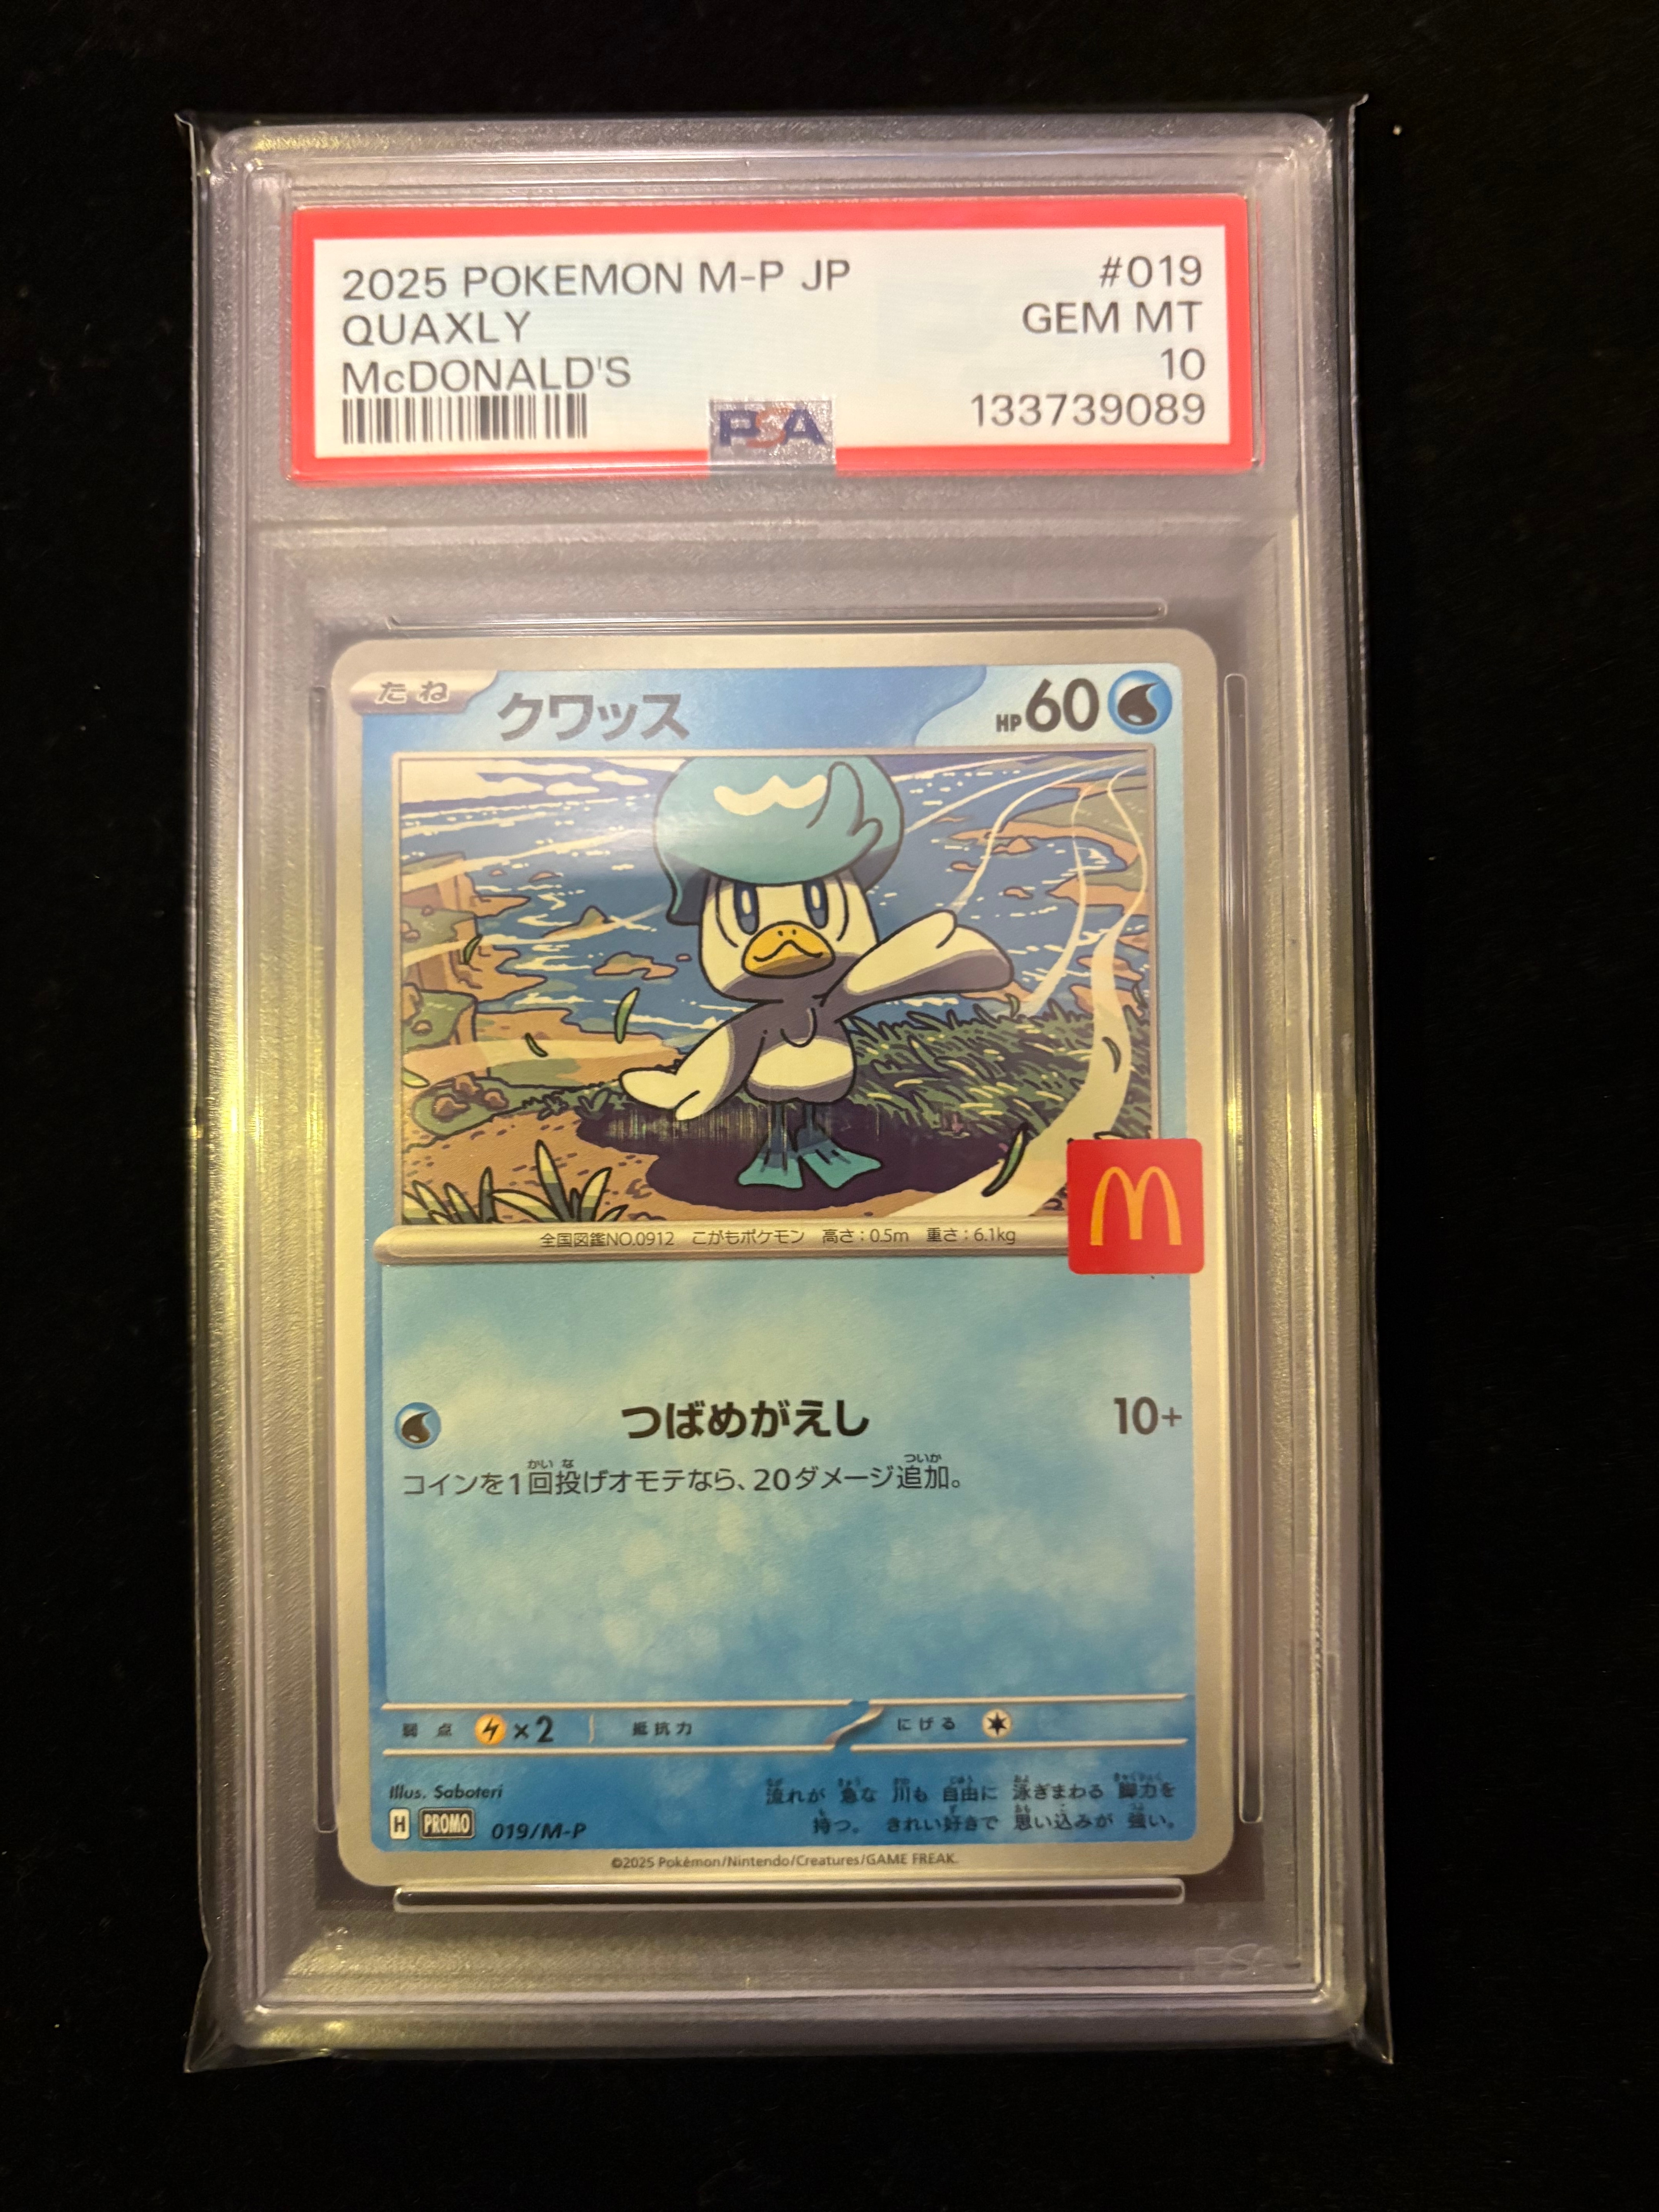 2025 POKEMON M-P JP #019
QUAXLY GEM MT
McDONALD'S 10
133739089
PSA
たね クワッス HP60
全国図鑑NO.0912 こがもポケモン 高さ：0.5m 重さ：6.1kg
つばめがえし 10+
コインを1回投げオモテなら、20ダメージ追加。
弱点 ×2 抵抗力 にげる
Illus. Saboteri
流れが 急な 川も 自由に 泳ぎまわる 脚力を
持つ。 きれい好きで 思い込みが 強い。
H PROMO 019/M-P
©2025 Pokémon/Nintendo/Creatures/GAME FREAK.
PSA